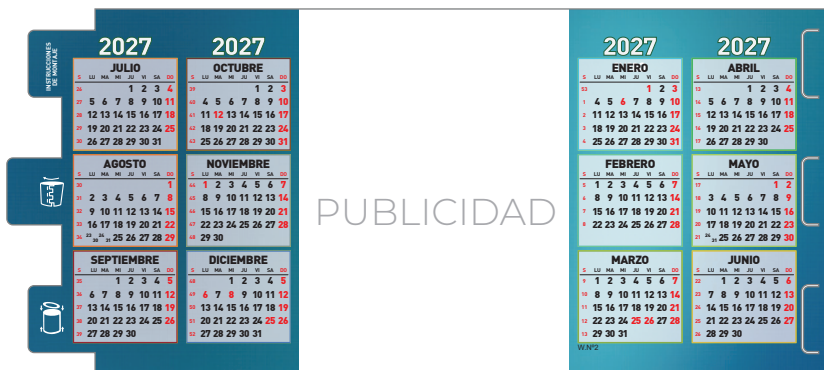 INSTRUCCIONES
DE MONTAJE
2027
JULIO
S LU MA MI JU VI SA DO
26 1 2 3 4
27 5 6 7 8 9 10 11
28 12 13 14 15 16 17 18
29 19 20 21 22 23 24 25
30 26 27 28 29 30 31
AGOSTO
S LU MA MI JU VI SA DO
30 1
31 2 3 4 5 6 7 8
32 9 10 11 12 13 14 15
33 16 17 18 19 20 21 22
34 23/30 24/31 25 26 27 28 29
SEPTIEMBRE
S LU MA MI JU VI SA DO
35 1 2 3 4 5
36 6 7 8 9 10 11 12
37 13 14 15 16 17 18 19
38 20 21 22 23 24 25 26
39 27 28 29 30
2027
OCTUBRE
S LU MA MI JU VI SA DO
39 1 2 3
40 4 5 6 7 8 9 10
41 11 12 13 14 15 16 17
42 18 19 20 21 22 23 24
43 25 26 27 28 29 30 31
NOVIEMBRE
S LU MA MI JU VI SA DO
44 1 2 3 4 5 6 7
45 8 9 10 11 12 13 14
46 15 16 17 18 19 20 21
47 22 23 24 25 26 27 28
48 29 30
DICIEMBRE
S LU MA MI JU VI SA DO
48 1 2 3 4 5
49 6 7 8 9 10 11 12
50 13 14 15 16 17 18 19
51 20 21 22 23 24 25 26
52 27 28 29 30 31
PUBLICIDAD
2027
ENERO
S LU MA MI JU VI SA DO
53 1 2 3
1 4 5 6 7 8 9 10
2 11 12 13 14 15 16 17
3 18 19 20 21 22 23 24
4 25 26 27 28 29 30 31
FEBRERO
S LU MA MI JU VI SA DO
5 1 2 3 4 5 6 7
6 8 9 10 11 12 13 14
7 15 16 17 18 19 20 21
8 22 23 24 25 26 27 28
MARZO
S LU MA MI JU VI SA DO
9 1 2 3 4 5 6 7
10 8 9 10 11 12 13 14
11 15 16 17 18 19 20 21
12 22 23 24 25 26 27 28
13 29 30 31
W.Nº2
2027
ABRIL
S LU MA MI JU VI SA DO
13 1 2 3 4
14 5 6 7 8 9 10 11
15 12 13 14 15 16 17 18
16 19 20 21 22 23 24 25
17 26 27 28 29 30
MAYO
S LU MA MI JU VI SA DO
17 1 2
18 3 4 5 6 7 8 9
19 10 11 12 13 14 15 16
20 17 18 19 20 21 22 23
21 24/31 25 26 27 28 29 30
JUNIO
S LU MA MI JU VI SA DO
22 1 2 3 4 5 6
23 7 8 9 10 11 12 13
24 14 15 16 17 18 19 20
25 21 22 23 24 25 26 27
26 28 29 30